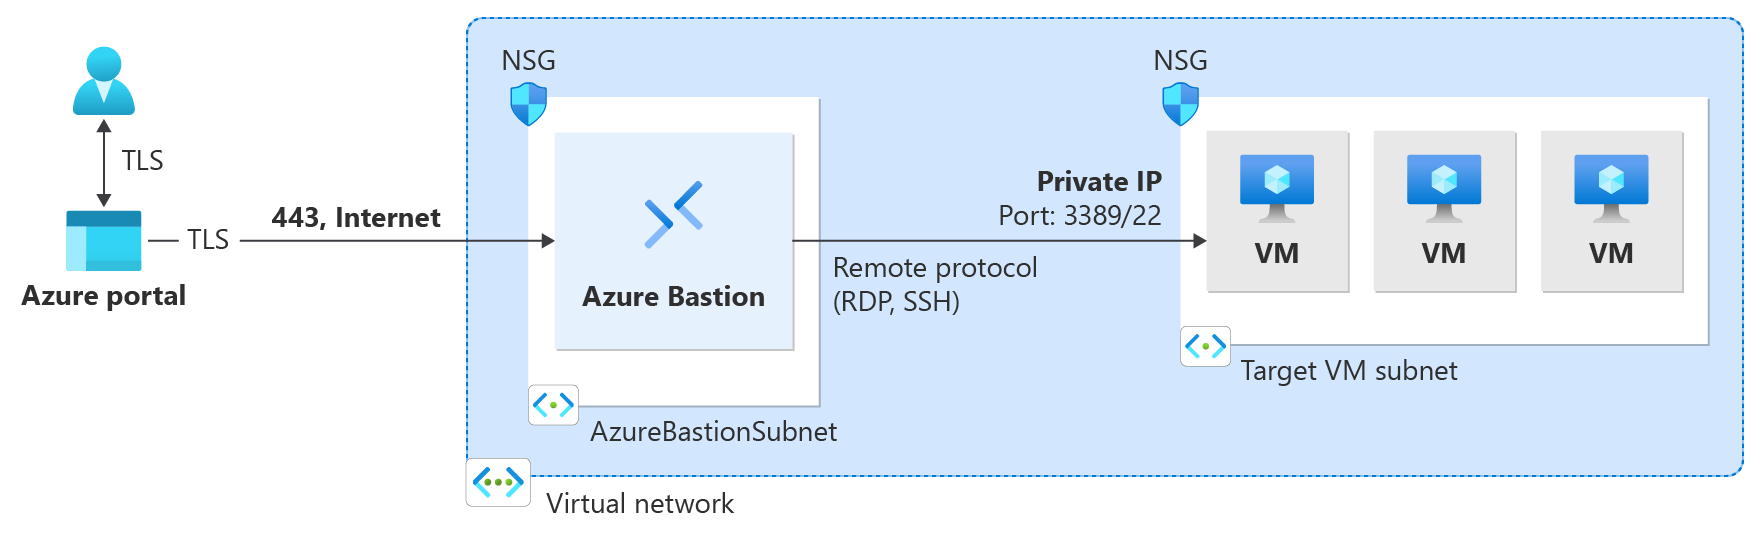 NSG
NSG
TLS
Private IP
Port: 3389/22
443, Internet
TLS
VM
VM
VM
Remote protocol
(RDP, SSH)
Azure portal
Azure Bastion
Target VM subnet
AzureBastionSubnet
Virtual network